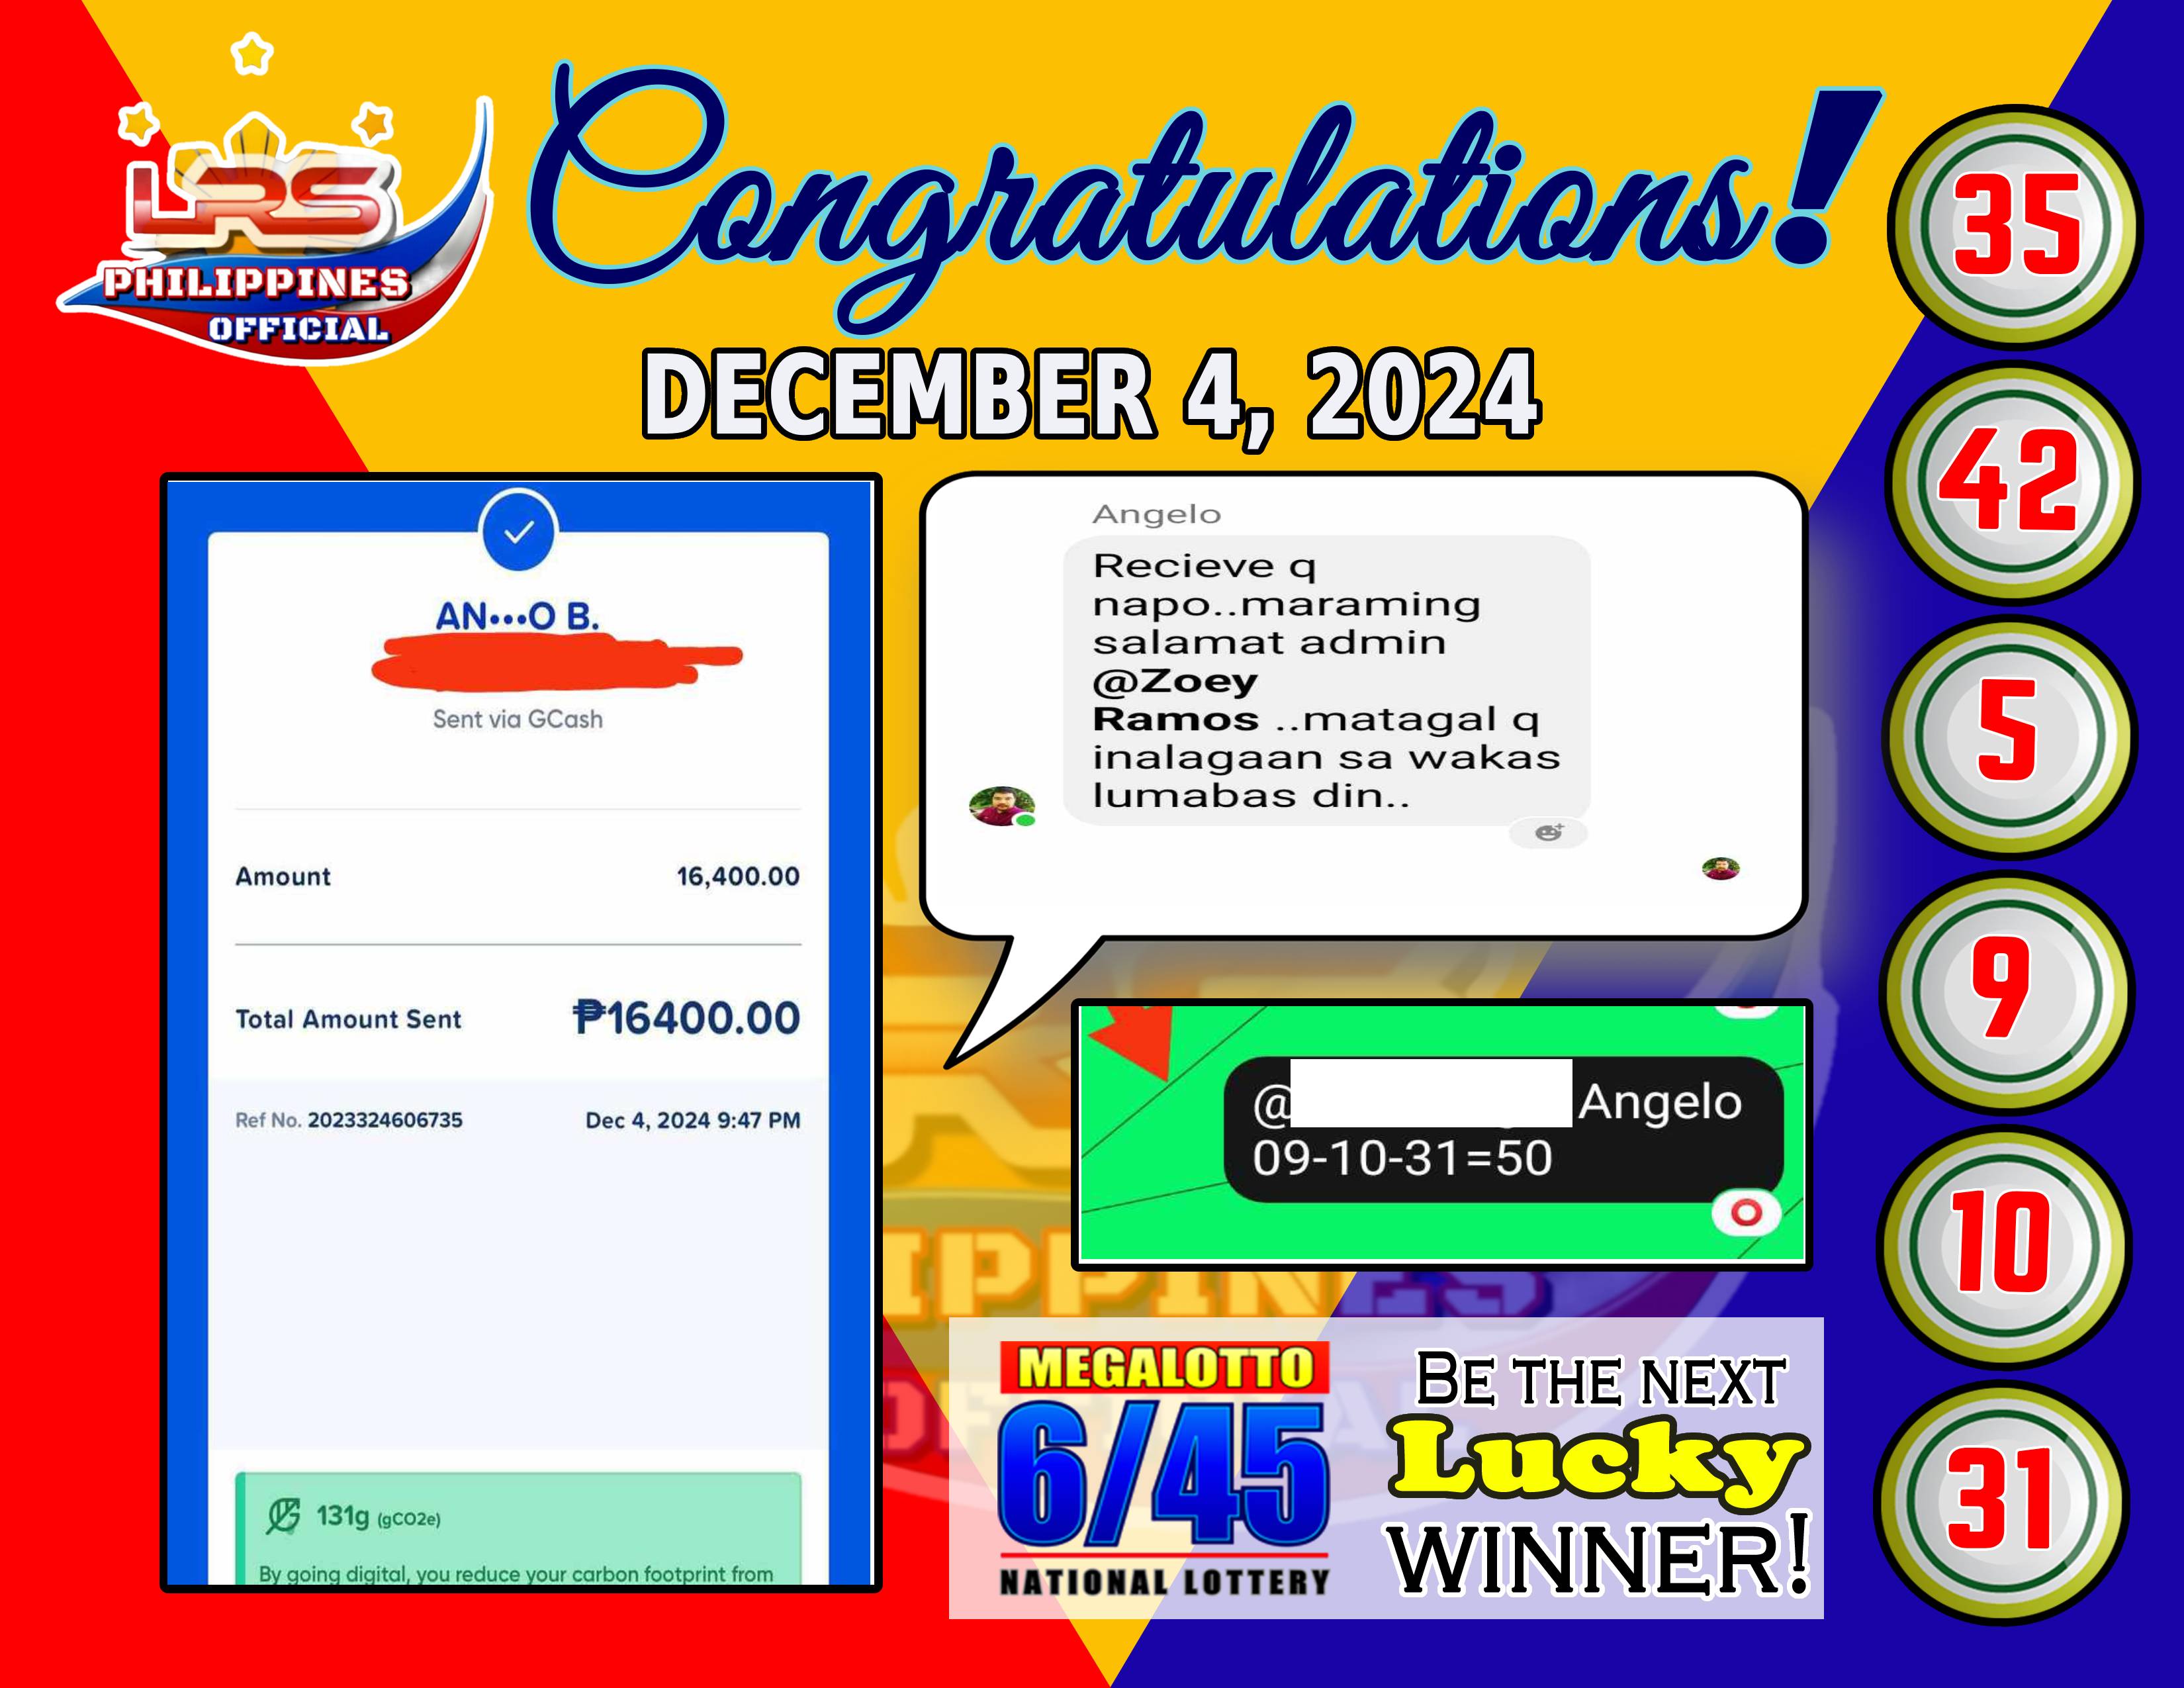 LRS
PHILIPPINES
OFFICIAL
Congratulations!
DECEMBER 4, 2024
AN•••O B.
Sent via GCash
Amount 16,400.00
Total Amount Sent ₱16400.00
Ref No. 2023324606735 Dec 4, 2024 9:47 PM
131g (gCO2e)
By going digital, you reduce your carbon footprint from
Angelo
Recieve q
napo..maraming
salamat admin
@Zoey
Ramos ..matagal q
inalagaan sa wakas
lumabas din..
@ Angelo
09-10-31=50
MEGALOTTO
6/45
NATIONAL LOTTERY
BE THE NEXT
Lucky
WINNER!
35
42
5
9
10
31